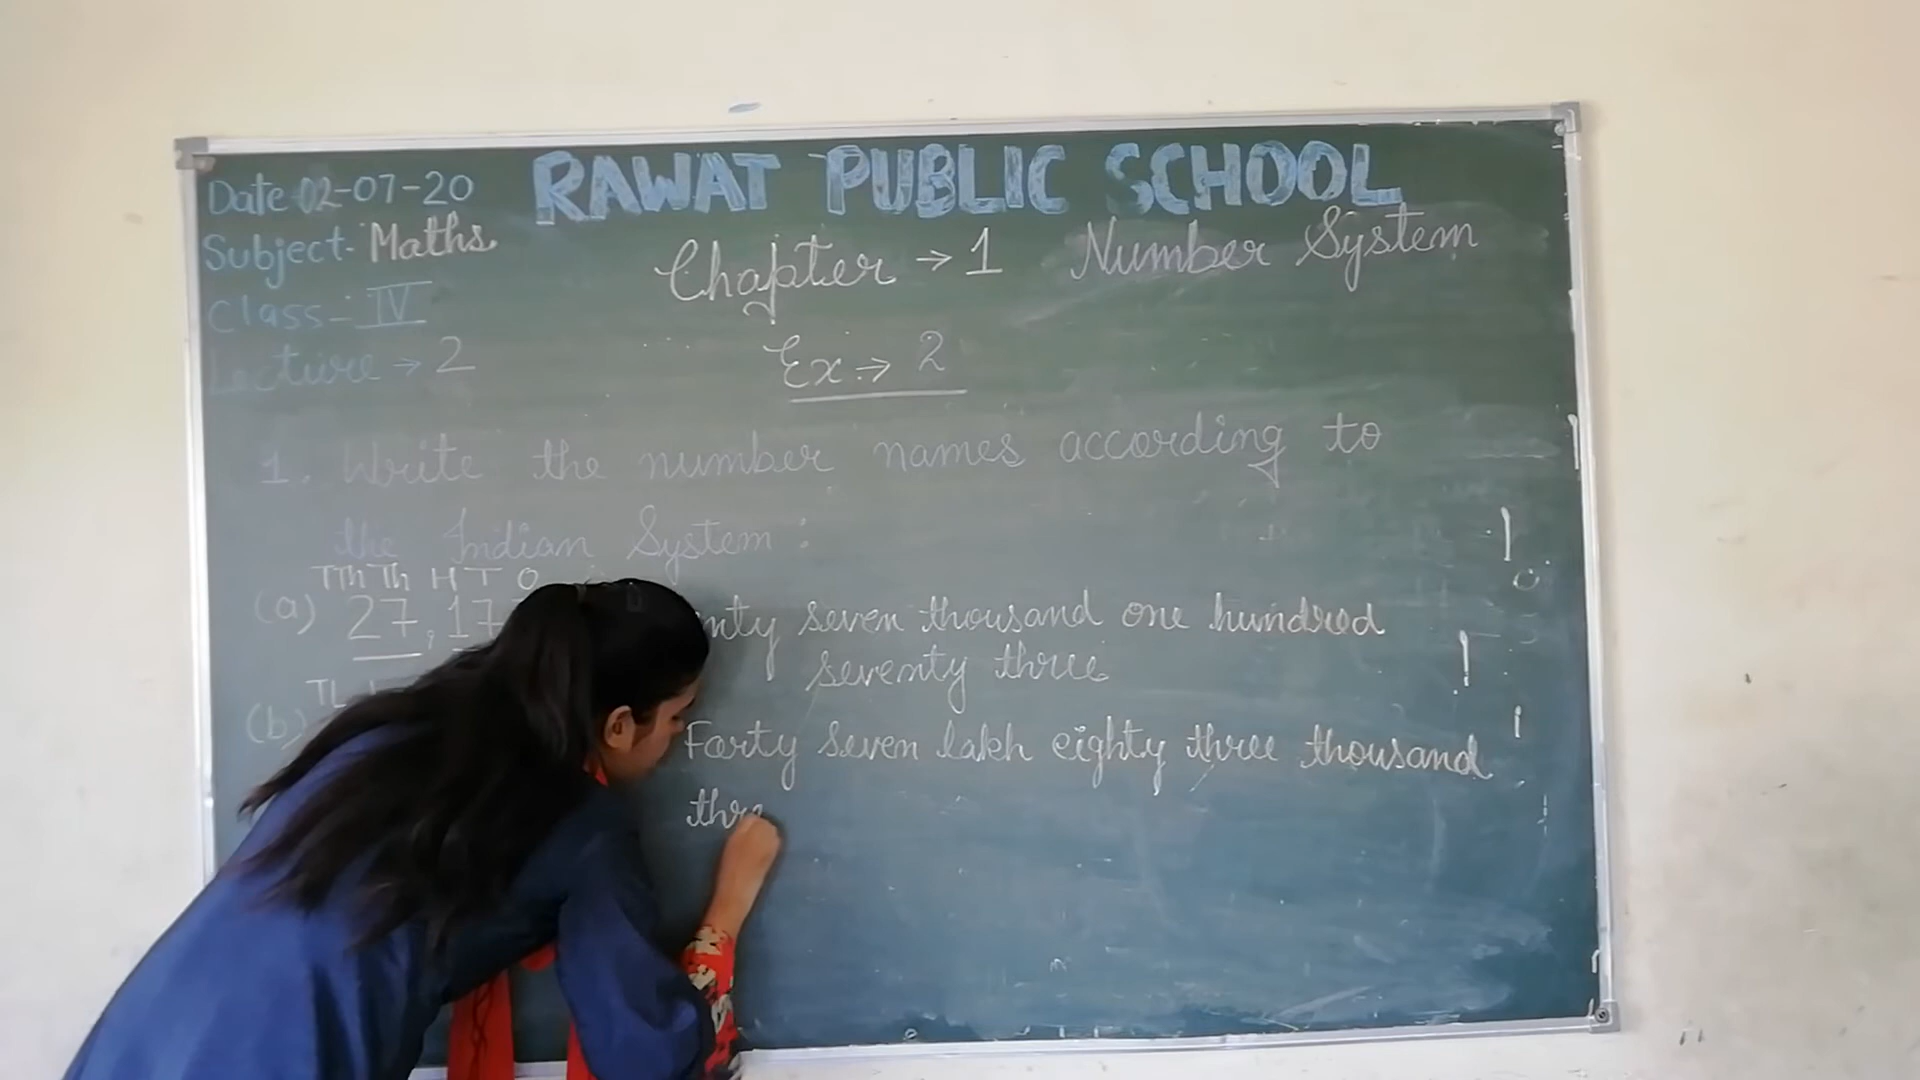 RAWAT PUBLIC SCHOOL
Date 02-07-20
Subject- Maths
Class- IV
Lecture → 2
Chapter → 1 Number System
Ex → 2
1. Write the number names according to
the Indian System :
TTh Th H T O
(a) 27,17
seven thousand one hundred
seventy three
TL
(b)
Forty seven lakh eighty three thousand